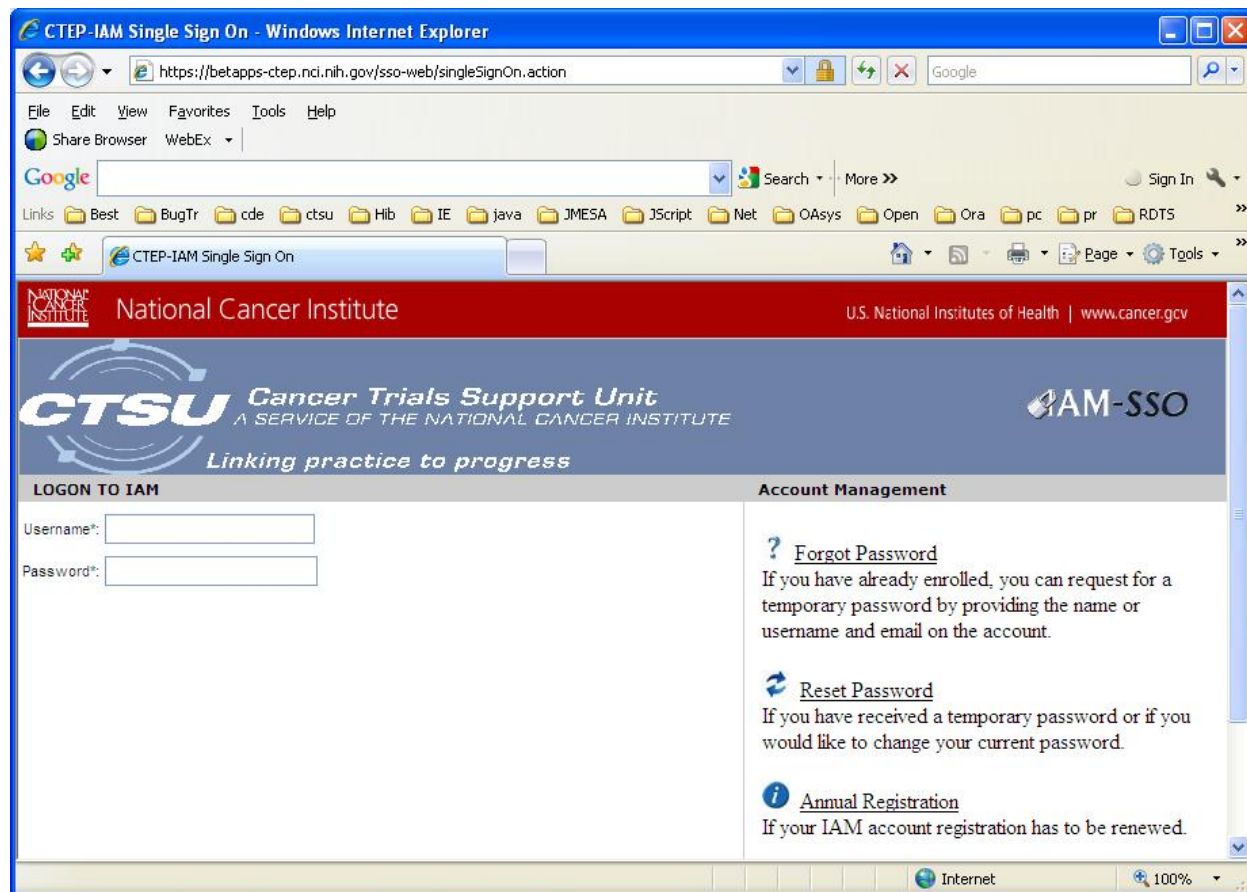 CTEP-IAM Single Sign On - Windows Internet Explorer
https://betapps-ctep.nci.nih.gov/sso-web/singleSignOn.action
Google
File Edit View Favorites Tools Help
Share Browser WebEx
Google Search More >> Sign In
Links Best BugTr cde ctsu Hib IE java JMESA JScript Net OAsys Open Ora pc pr RDTS >>
CTEP-IAM Single Sign On Page Tools >>
NATIONAL CANCER INSTITUTE
National Cancer Institute
U.S. National Institutes of Health | www.cancer.gov
CTSU Cancer Trials Support Unit
A SERVICE OF THE NATIONAL CANCER INSTITUTE
Linking practice to progress
IAM-SSO
LOGON TO IAM
Username*:
Password*:
Account Management
? Forgot Password
If you have already enrolled, you can request for a
temporary password by providing the name or
username and email on the account.
Reset Password
If you have received a temporary password or if you
would like to change your current password.
i Annual Registration
If your IAM account registration has to be renewed.
Internet 100%